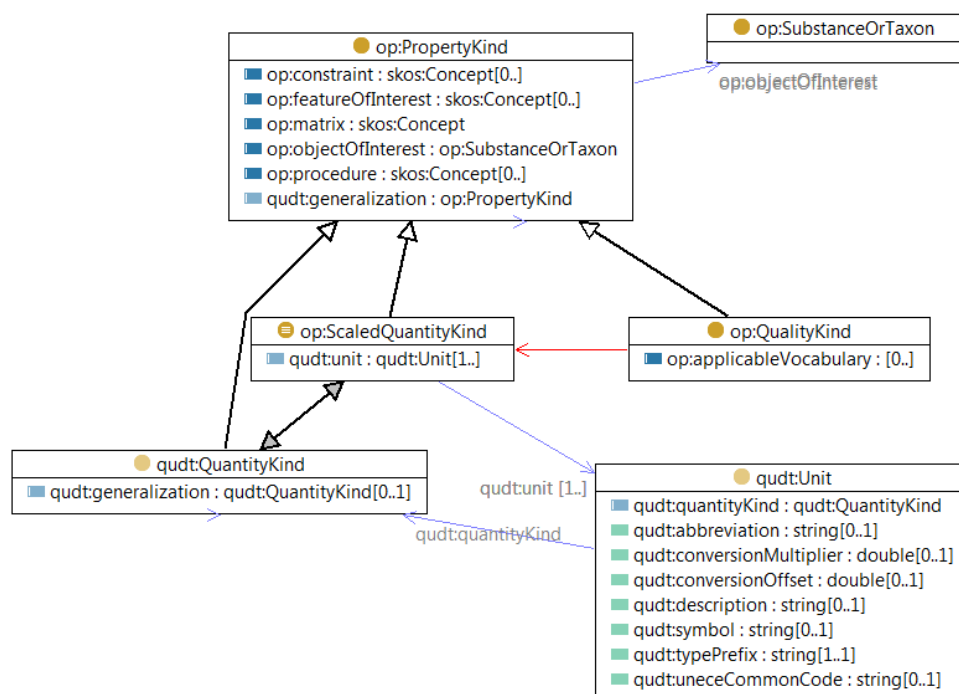 op:PropertyKind
op:constraint : skos:Concept[0..]
op:featureOfInterest : skos:Concept[0..]
op:matrix : skos:Concept
op:objectOfInterest : op:SubstanceOrTaxon
op:procedure : skos:Concept[0..]
qudt:generalization : op:PropertyKind
op:SubstanceOrTaxon
op:objectOfInterest
op:ScaledQuantityKind
qudt:unit : qudt:Unit[1..]
op:QualityKind
op:applicableVocabulary : [0..]
qudt:QuantityKind
qudt:generalization : qudt:QuantityKind[0..1]
qudt:unit [1..]
qudt:quantityKind
qudt:Unit
qudt:quantityKind : qudt:QuantityKind
qudt:abbreviation : string[0..1]
qudt:conversionMultiplier : double[0..1]
qudt:conversionOffset : double[0..1]
qudt:description : string[0..1]
qudt:symbol : string[0..1]
qudt:typePrefix : string[1..1]
qudt:uneceCommonCode : string[0..1]